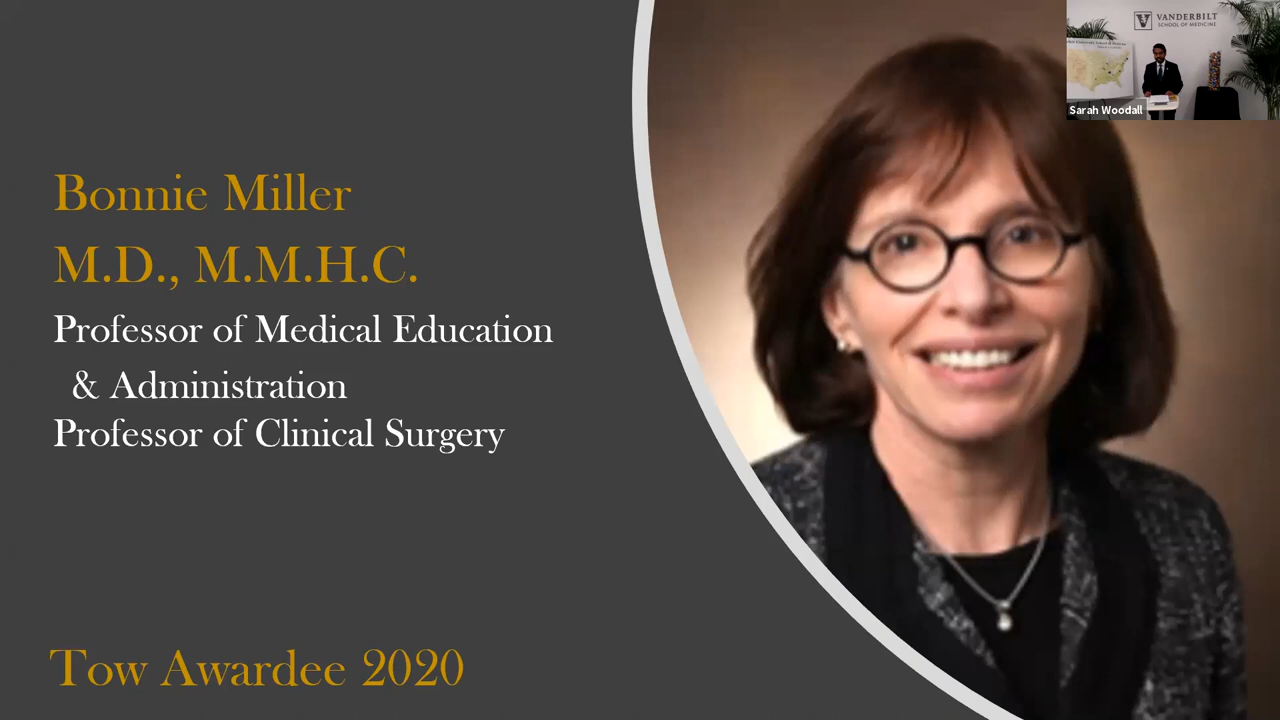 Bonnie Miller
M.D., M.M.H.C.
Professor of Medical Education
& Administration
Professor of Clinical Surgery
Tow Awardee 2020
VANDERBILT
SCHOOL OF MEDICINE
Sarah Woodall